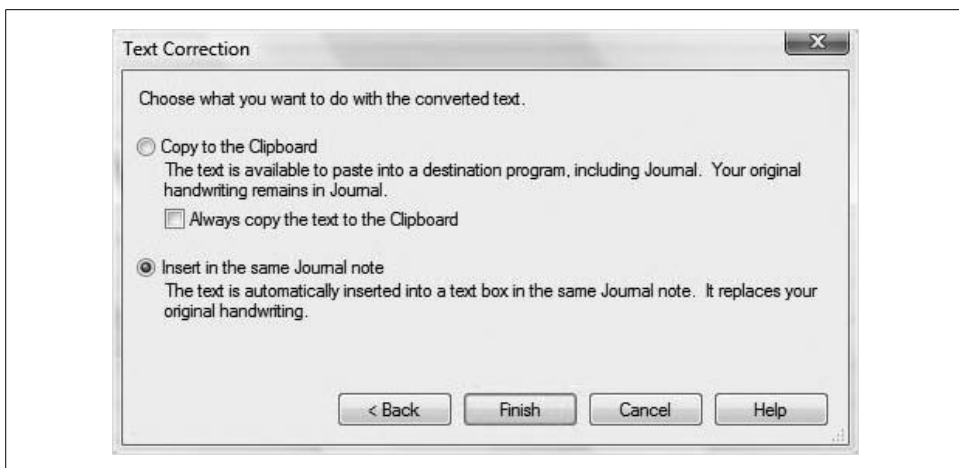 Text Correction
Choose what you want to do with the converted text.
Copy to the Clipboard
The text is available to paste into a destination program, including Journal. Your original
handwriting remains in Journal.
Always copy the text to the Clipboard
Insert in the same Journal note
The text is automatically inserted into a text box in the same Journal note. It replaces your
original handwriting.
< Back Finish Cancel Help